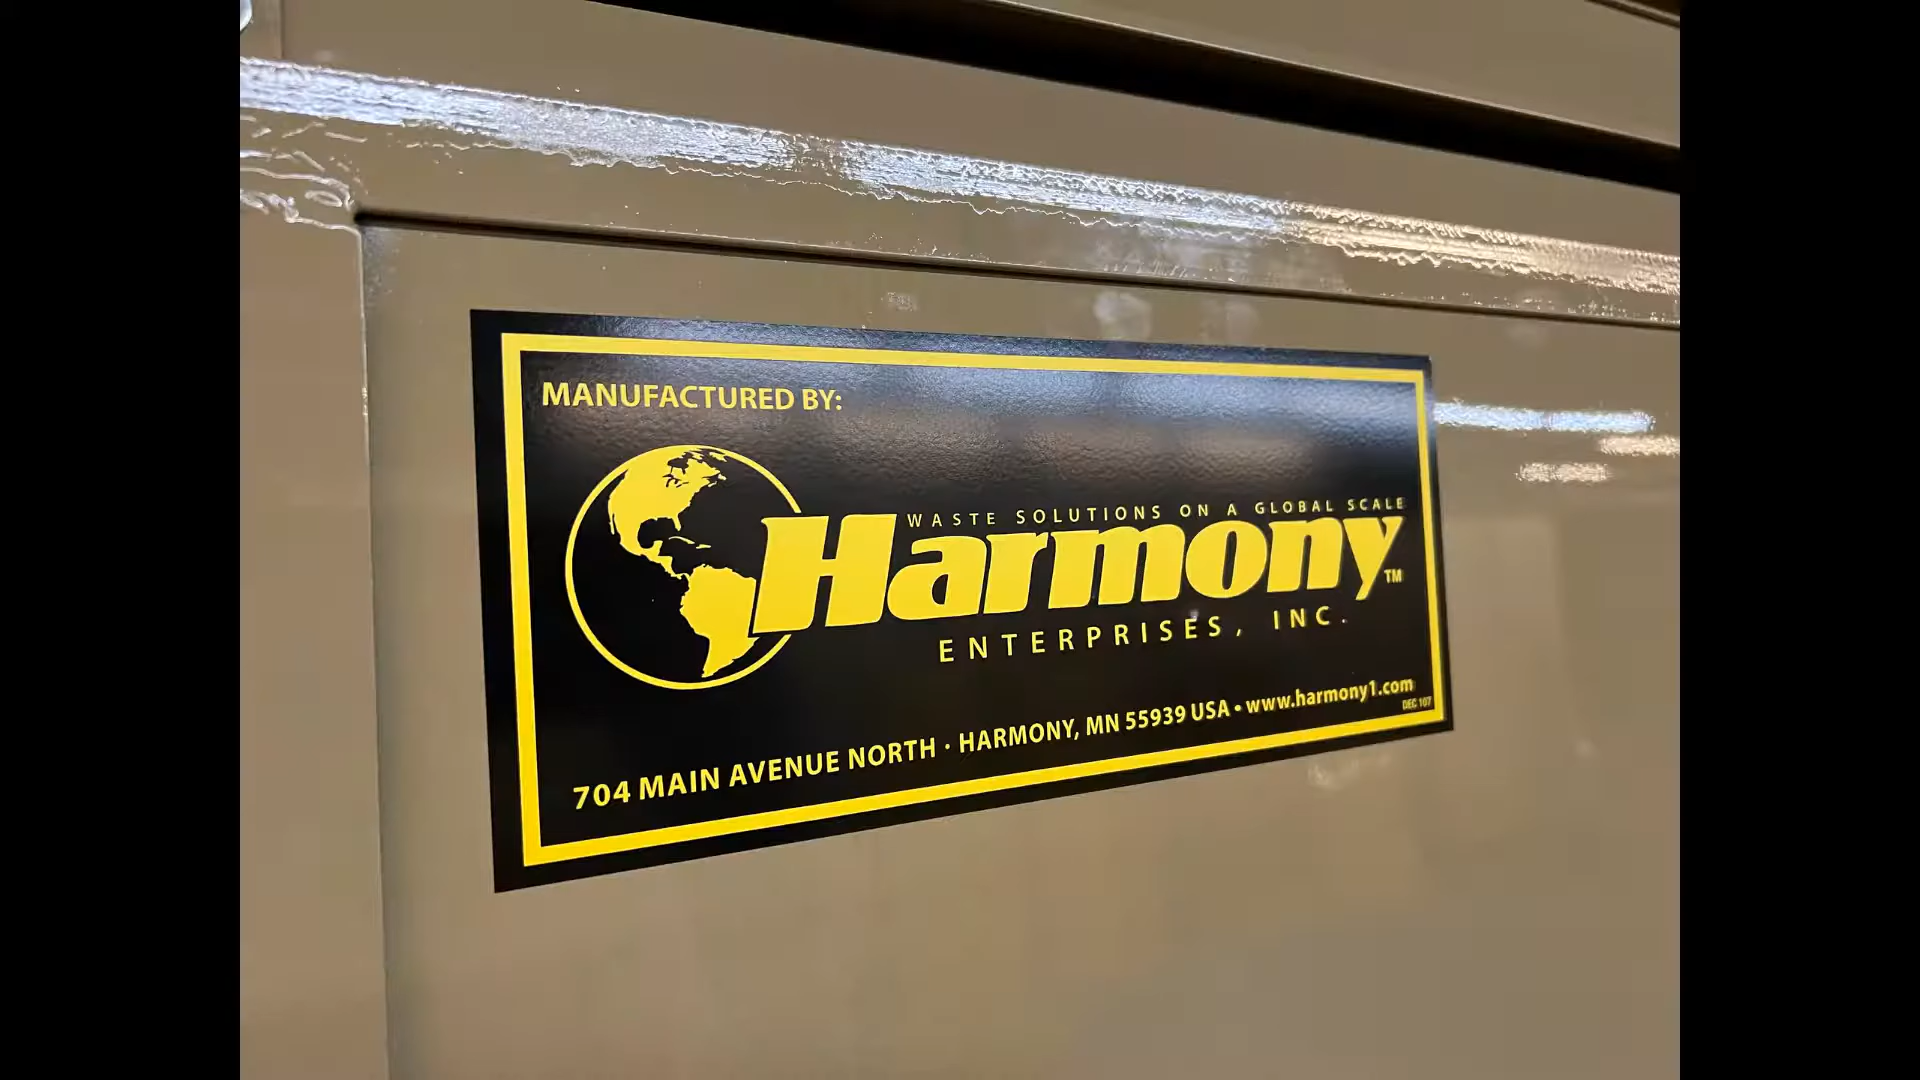 MANUFACTURED BY:
WASTE SOLUTIONS ON A GLOBAL SCALE
Harmony™
ENTERPRISES, INC.
704 MAIN AVENUE NORTH • HARMONY, MN 55939 USA • www.harmony1.com
DEC 107